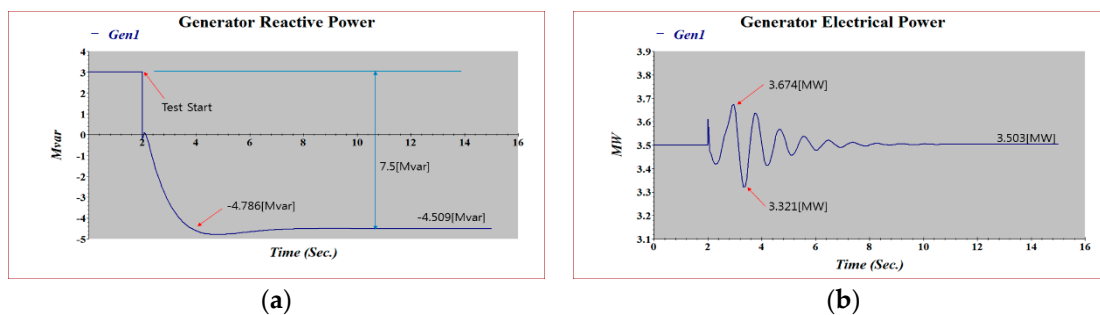 Generator Reactive Power
Gen1
4
3
2
1
0
-1
-2
-3
-4
-5
Mvar
2
4
6
8
10
12
14
16
Test Start
7.5[Mvar]
-4.786[Mvar]
-4.509[Mvar]
Time (Sec.)
(a)
Generator Electrical Power
Gen1
3.9
3.8
3.7
3.6
3.5
3.4
3.3
3.2
3.1
MW
0
2
4
6
8
10
12
14
16
3.674[MW]
3.503[MW]
3.321[MW]
Time (Sec.)
(b)